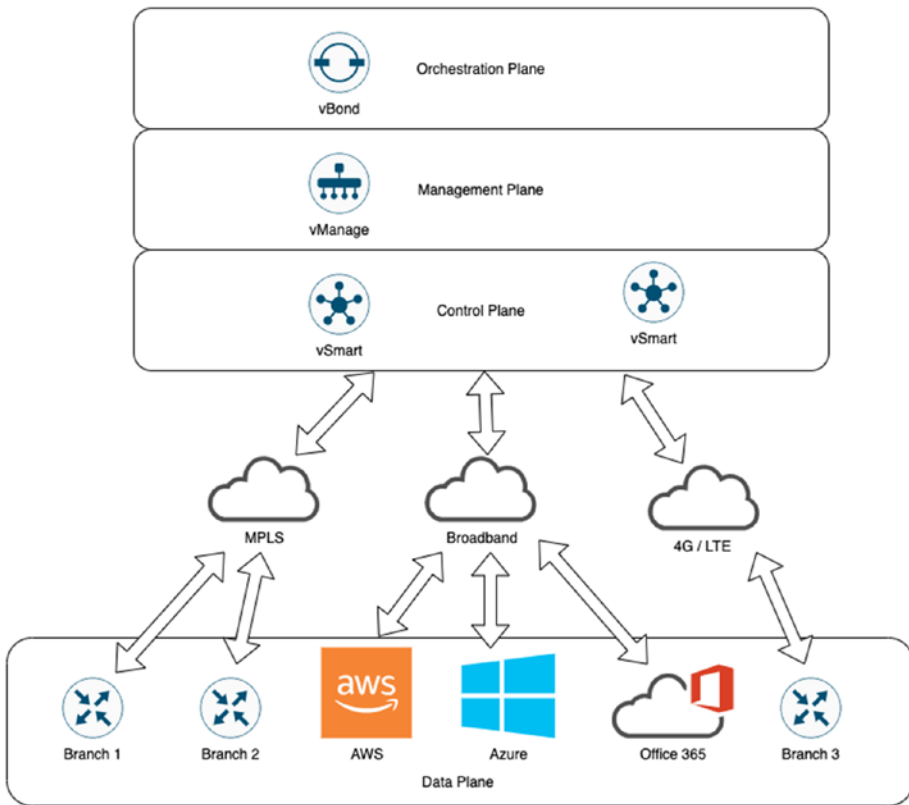 Orchestration Plane
vBond
Management Plane
vManage
Control Plane
vSmart
vSmart
MPLS
Broadband
4G / LTE
aws
Branch 1
Branch 2
AWS
Azure
Office 365
Branch 3
Data Plane